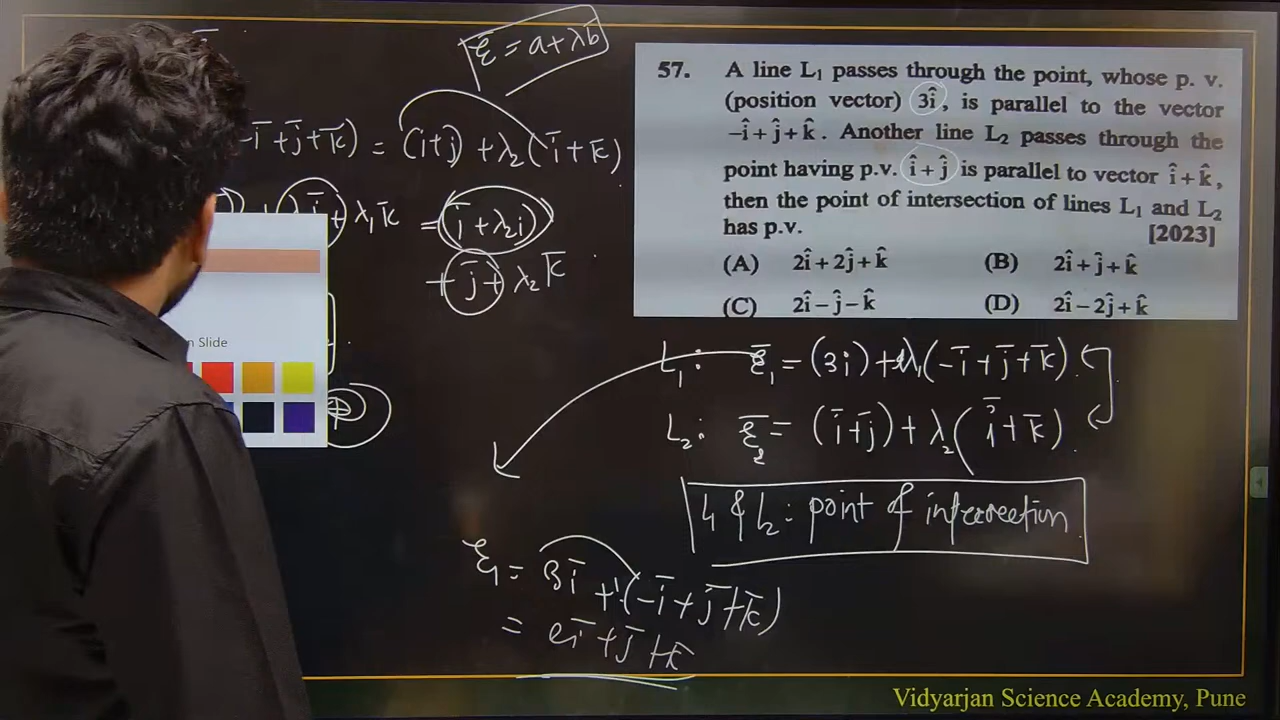 r̄ = a + λb̄
-ī + j̄ + k̄) = (i + j) + λ₂(ī + k̄)
λ₁k̄ = (ī + λ₂i)
+ j̄ + λ₂k̄
57. A line L₁ passes through the point, whose p. v.
(position vector) 3î, is parallel to the vector
-î + ĵ + k̂. Another line L₂ passes through the
point having p.v. î + ĵ is parallel to vector î + k̂,
then the point of intersection of lines L₁ and L₂
has p.v. [2023]
(A) 2î + 2ĵ + k̂ (B) 2î + ĵ + k̂
(C) 2î - ĵ - k̂ (D) 2î - 2ĵ + k̂
n Slide
L₁: r̄₁ = (3i) + λ₁(-ī + j̄ + k̄)
L₂: r̄₂ = (ī + j̄) + λ₂(ī + k̄)
L₁ & L₂: point of intersection
r̄₁ = 3ī + 1(-ī + j̄ + k̄)
= 2ī + j̄ + k̄
Vidyarjan Science Academy, Pune